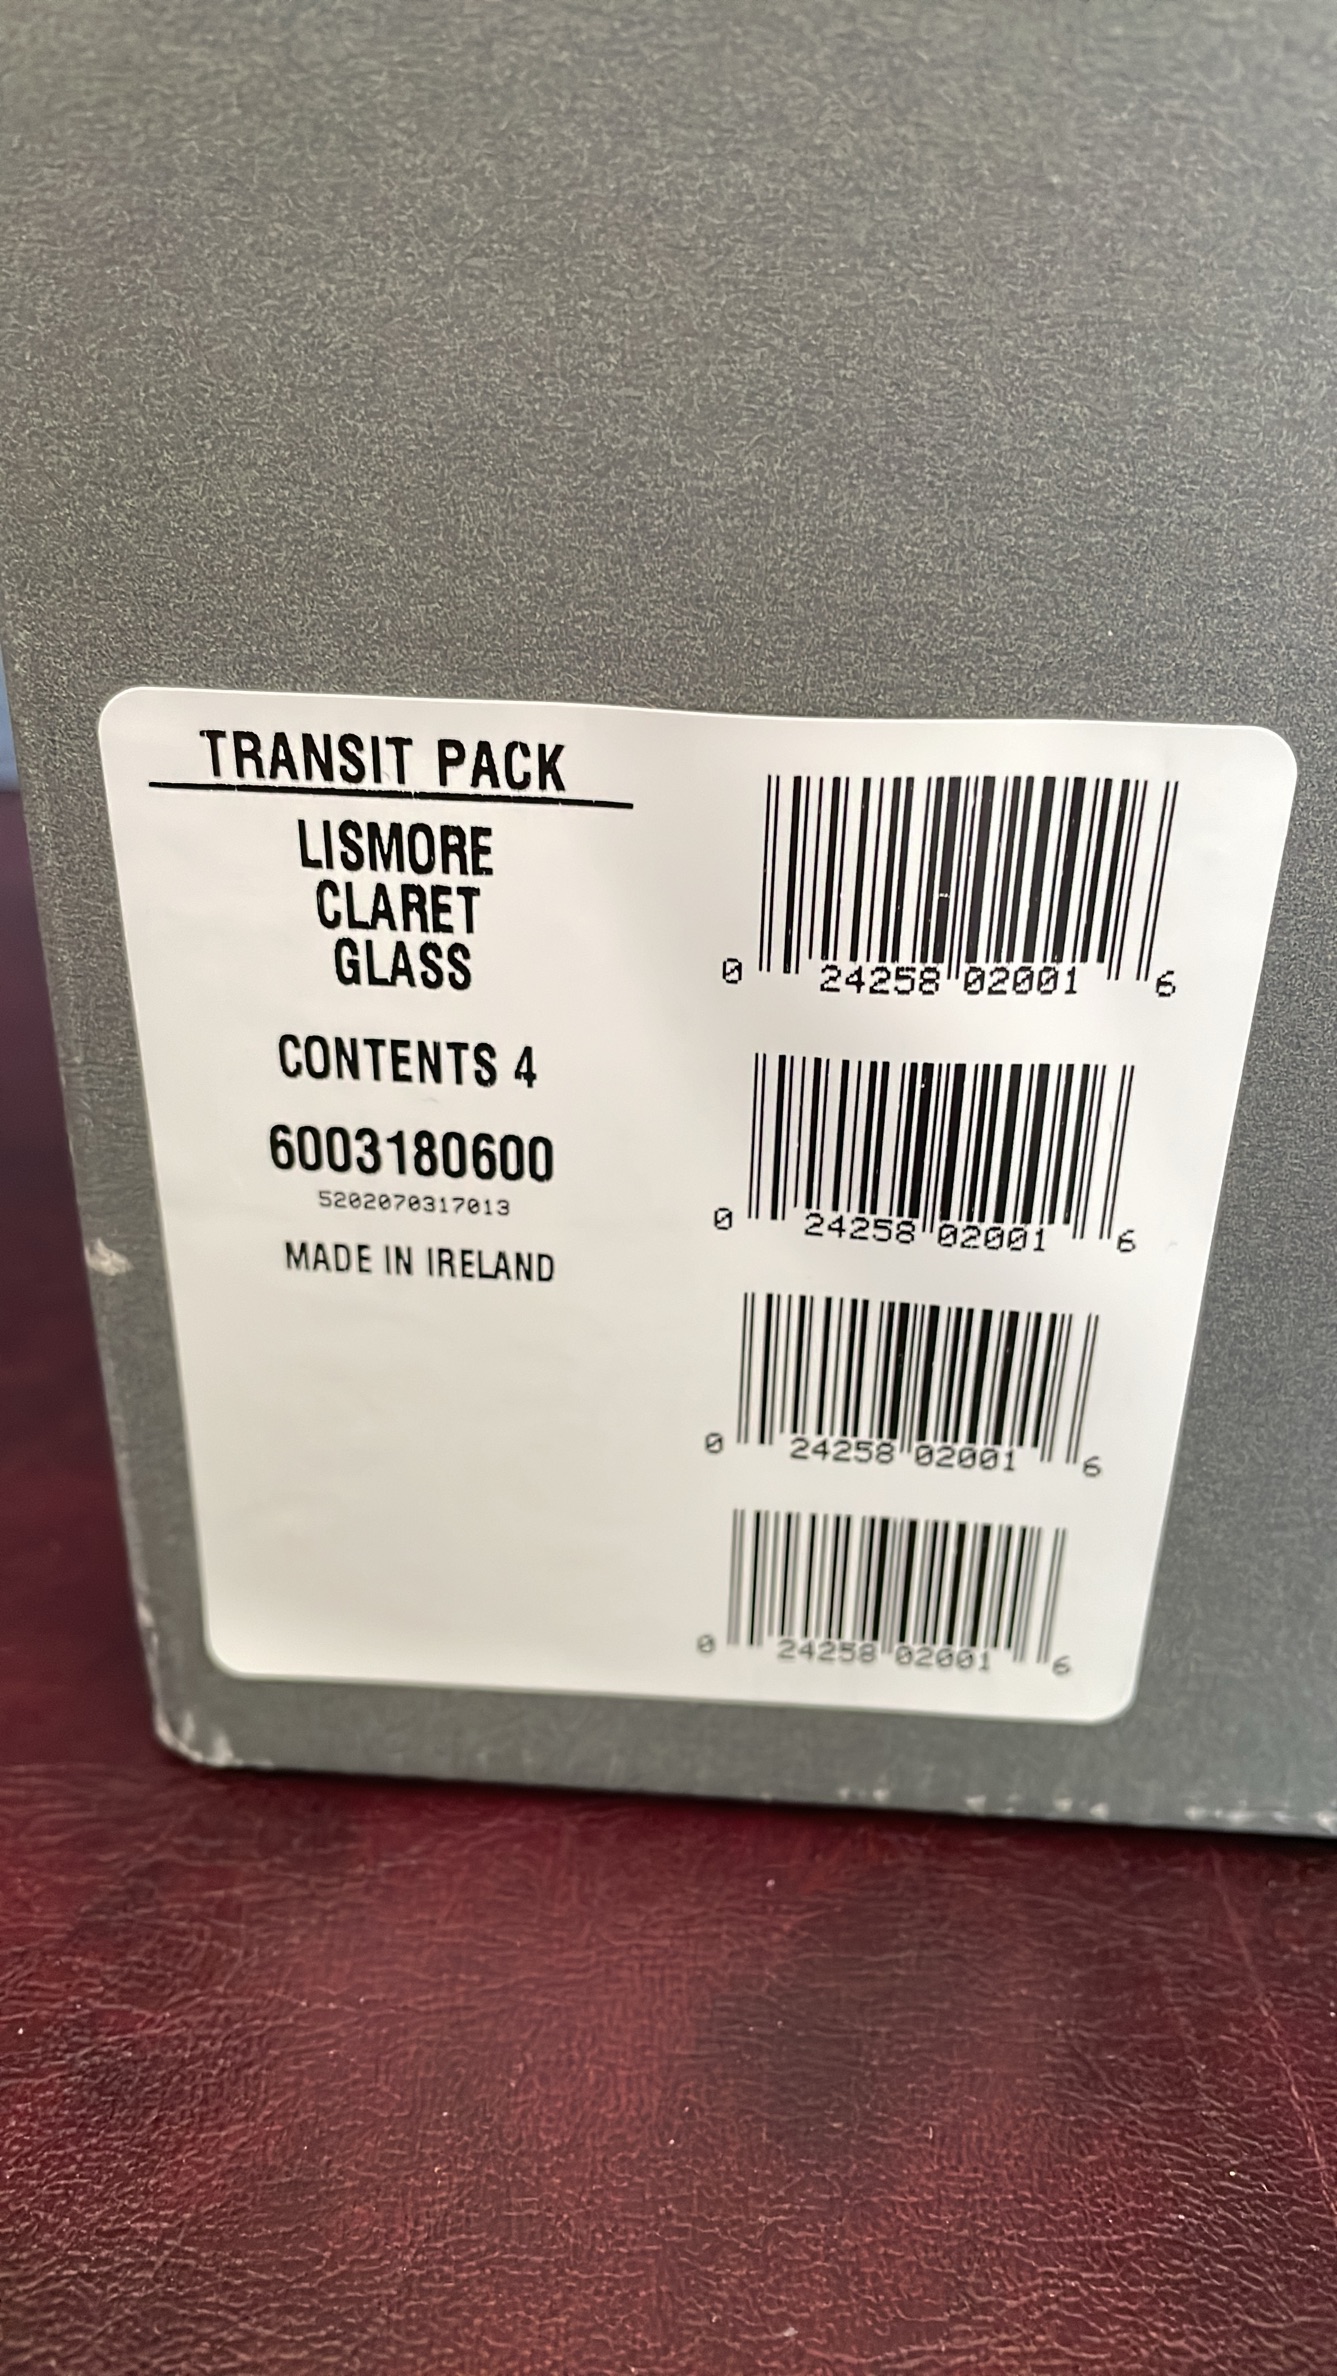 TRANSIT PACK
LISMORE
CLARET
GLASS
CONTENTS 4
6003180600
5202070317013
MADE IN IRELAND
0 24258 02001 6
0 24258 02001 6
0 24258 02001 6
0 24258 02001 6